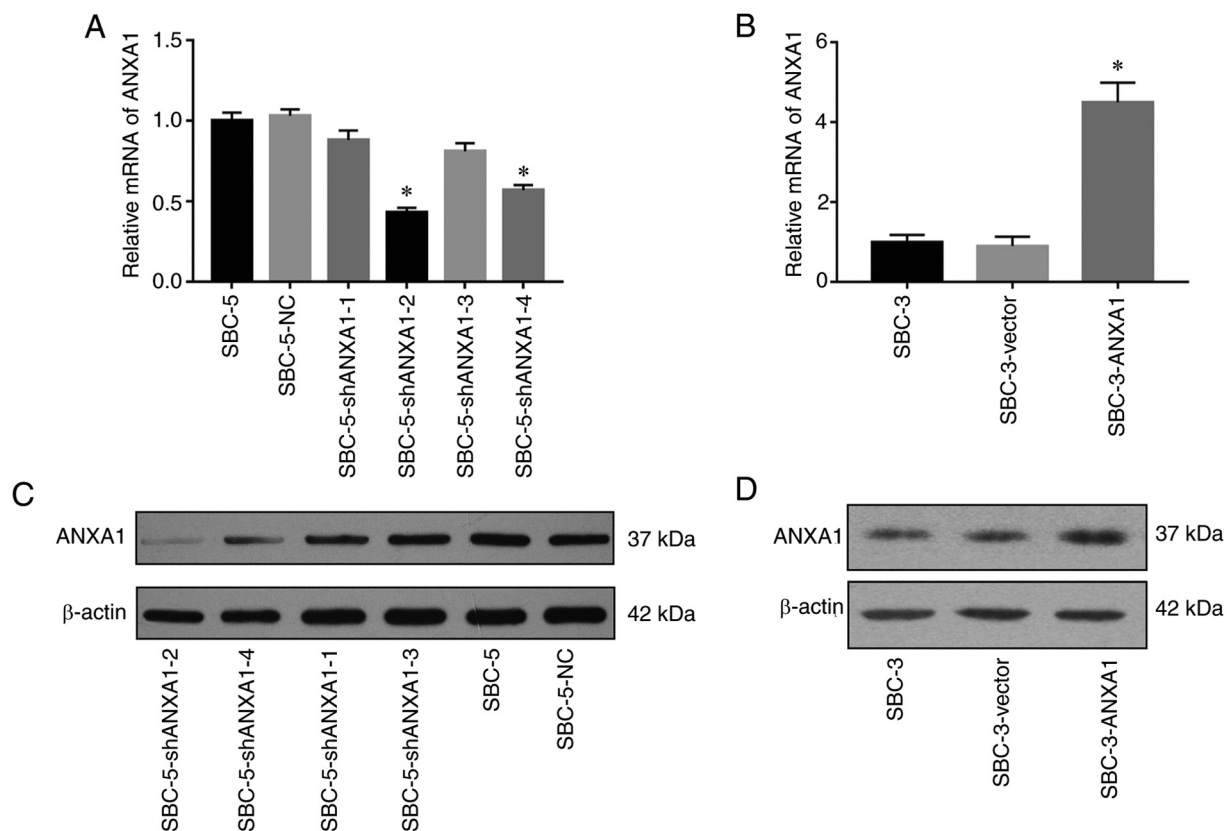 A
Relative mRNA of ANXA1
1.5
1.0
0.5
0.0
*
*
SBC-5
SBC-5-NC
SBC-5-shANXA1-1
SBC-5-shANXA1-2
SBC-5-shANXA1-3
SBC-5-shANXA1-4
B
Relative mRNA of ANXA1
6
4
2
0
*
SBC-3
SBC-3-vector
SBC-3-ANXA1
C
ANXA1
37 kDa
β-actin
42 kDa
SBC-5-shANXA1-2
SBC-5-shANXA1-4
SBC-5-shANXA1-1
SBC-5-shANXA1-3
SBC-5
SBC-5-NC
D
ANXA1
37 kDa
β-actin
42 kDa
SBC-3
SBC-3-vector
SBC-3-ANXA1